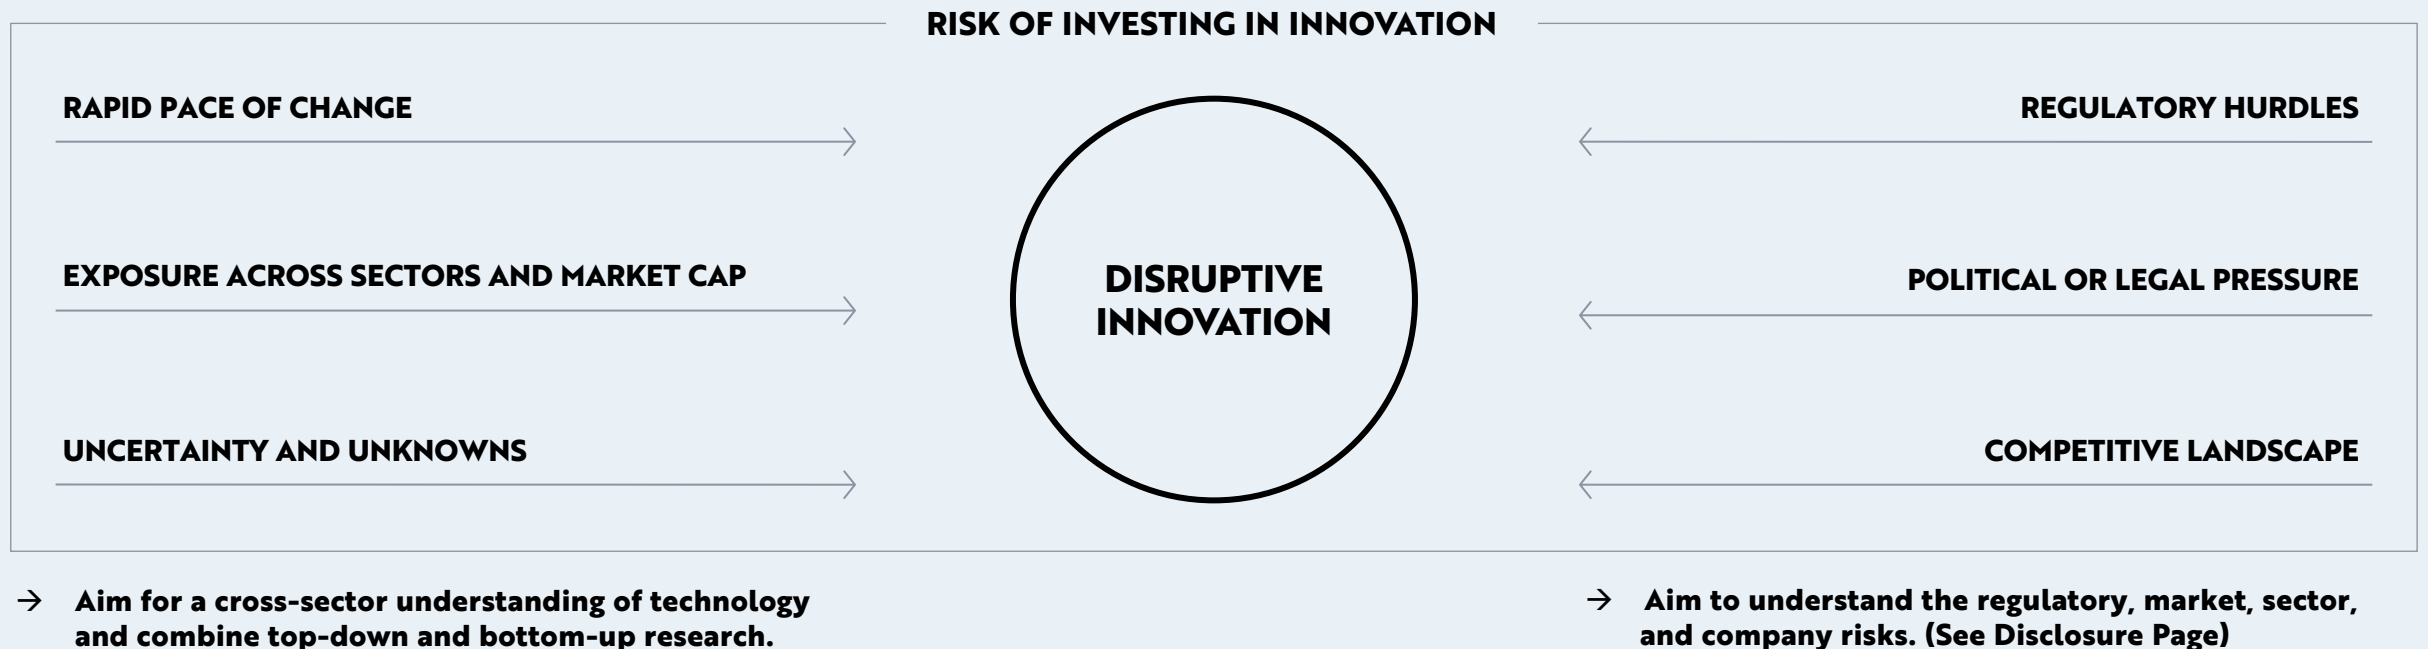 RISK OF INVESTING IN INNOVATION
RAPID PACE OF CHANGE
EXPOSURE ACROSS SECTORS AND MARKET CAP
UNCERTAINTY AND UNKNOWNS
DISRUPTIVE
INNOVATION
REGULATORY HURDLES
POLITICAL OR LEGAL PRESSURE
COMPETITIVE LANDSCAPE
→ Aim for a cross-sector understanding of technology
and combine top-down and bottom-up research.
→ Aim to understand the regulatory, market, sector,
and company risks. (See Disclosure Page)